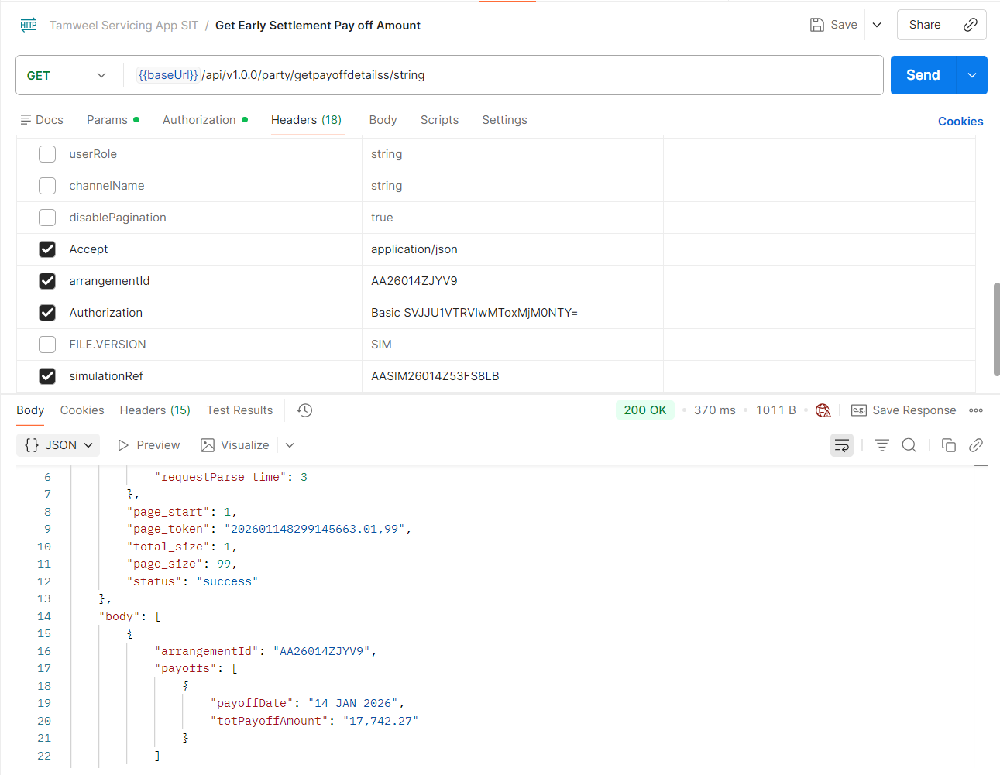 HTTP Tamweel Servicing App SIT / Get Early Settlement Pay off Amount Save Share
GET {{baseUrl}}/api/v1.0.0/party/getpayoffdetailss/string Send
Docs Params Authorization Headers (18) Body Scripts Settings Cookies
userRole string
channelName string
disablePagination true
Accept application/json
arrangementId AA26014ZJYV9
Authorization Basic SVJJU1VTRVIwMToxMjM0NTY=
FILE.VERSION SIM
simulationRef AASIM26014Z53FS8LB
Body Cookies Headers (15) Test Results 200 OK 370 ms 1011 B e.g. Save Response
{} JSON Preview Visualize
6 "requestParse_time": 3
7 },
8 "page_start": 1,
9 "page_token": "202601148299145663.01,99",
10 "total_size": 1,
11 "page_size": 99,
12 "status": "success"
13 },
14 "body": [
15 {
16 "arrangementId": "AA26014ZJYV9",
17 "payoffs": [
18 {
19 "payoffDate": "14 JAN 2026",
20 "totPayoffAmount": "17,742.27"
21 }
22 ]